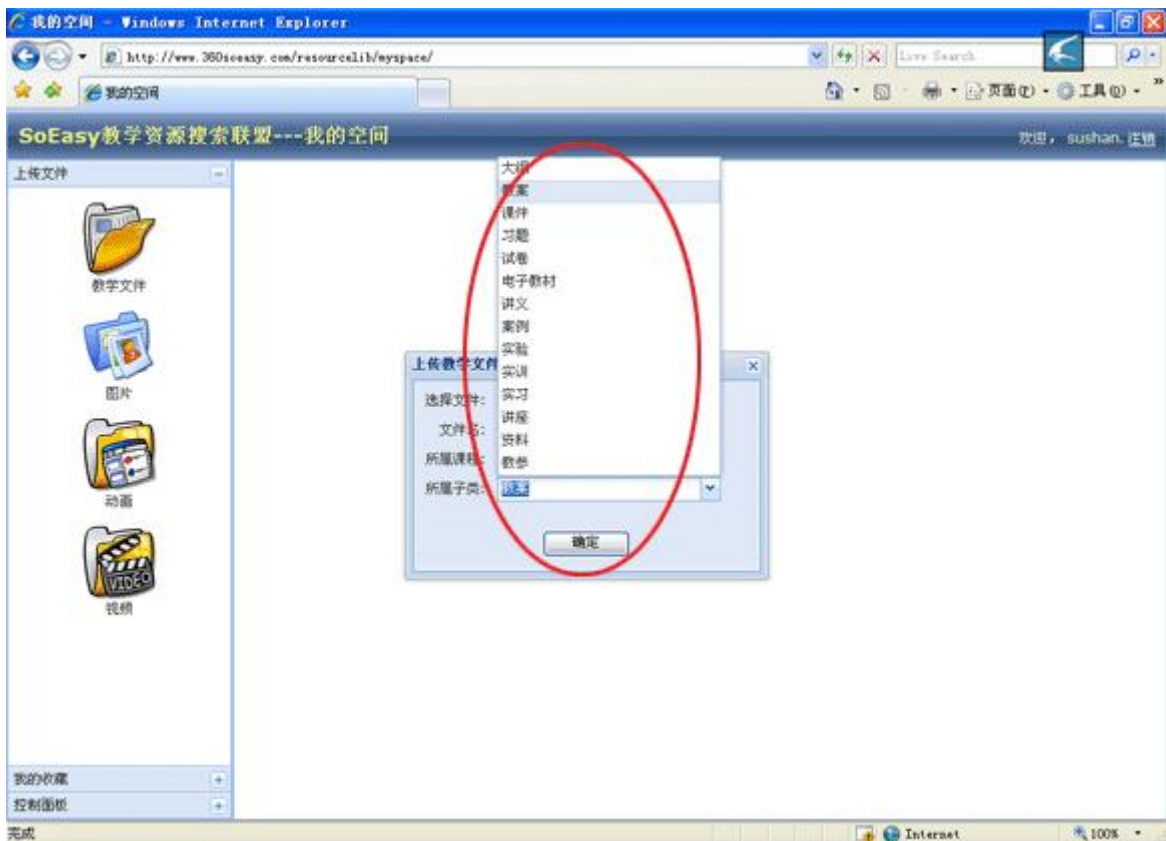 我的空间 - Windows Internet Explorer
http://www.360soeasy.com/resourcelib/myspace/
Live Search
我的空间
页面(P) 工具(O)
SoEasy教学资源搜索联盟---我的空间
欢迎，sushan.注销
上传文件
教学文件
图片
动画
VIDEO
视频
我的收藏
控制面板
大纲
教案
课件
习题
试卷
电子教材
讲义
案例
实验
实训
实习
讲座
资料
教参
上传教学文件
选择文件:
文件名:
所属课程:
所属子类: 教案
确定
完成
Internet
100%